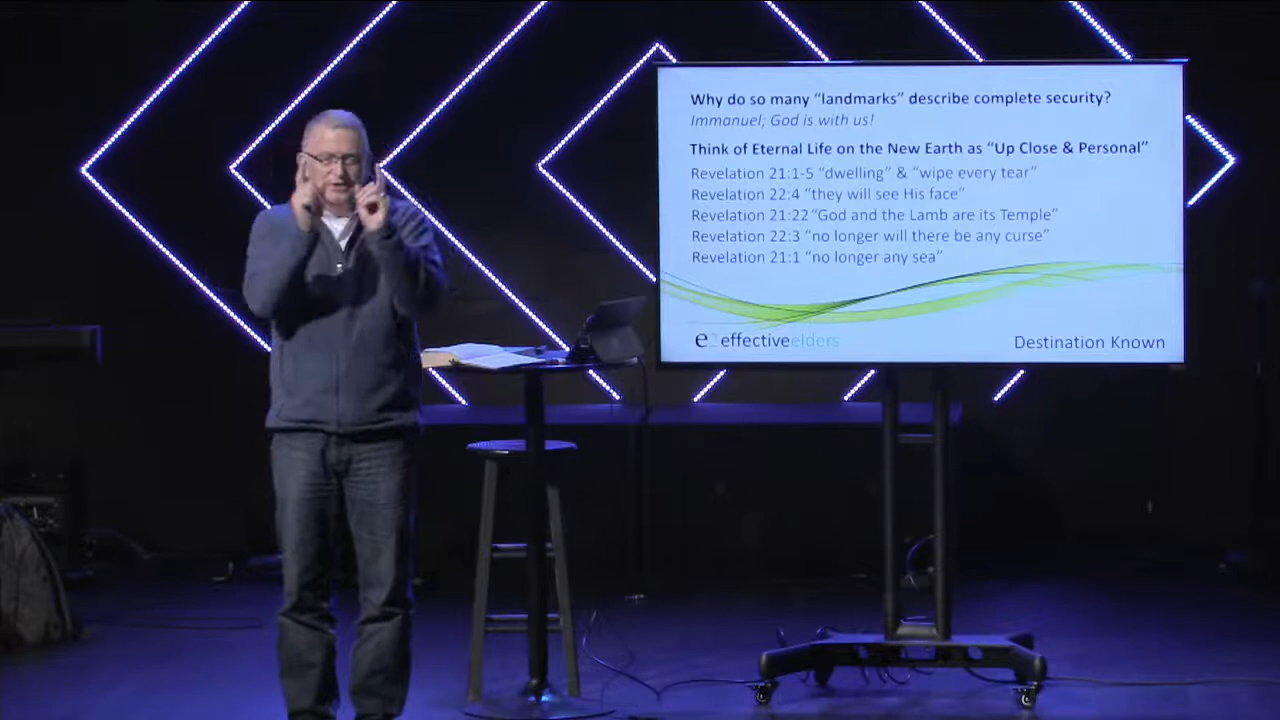 Why do so many “landmarks” describe complete security?
Immanuel; God is with us!
Think of Eternal Life on the New Earth as “Up Close & Personal”
Revelation 21:1-5 “dwelling” & “wipe every tear”
Revelation 22:4 “they will see His face”
Revelation 21:22 “God and the Lamb are its Temple”
Revelation 22:3 “no longer will there be any curse”
Revelation 21:1 “no longer any sea”
e2 effectiveelders
Destination Known